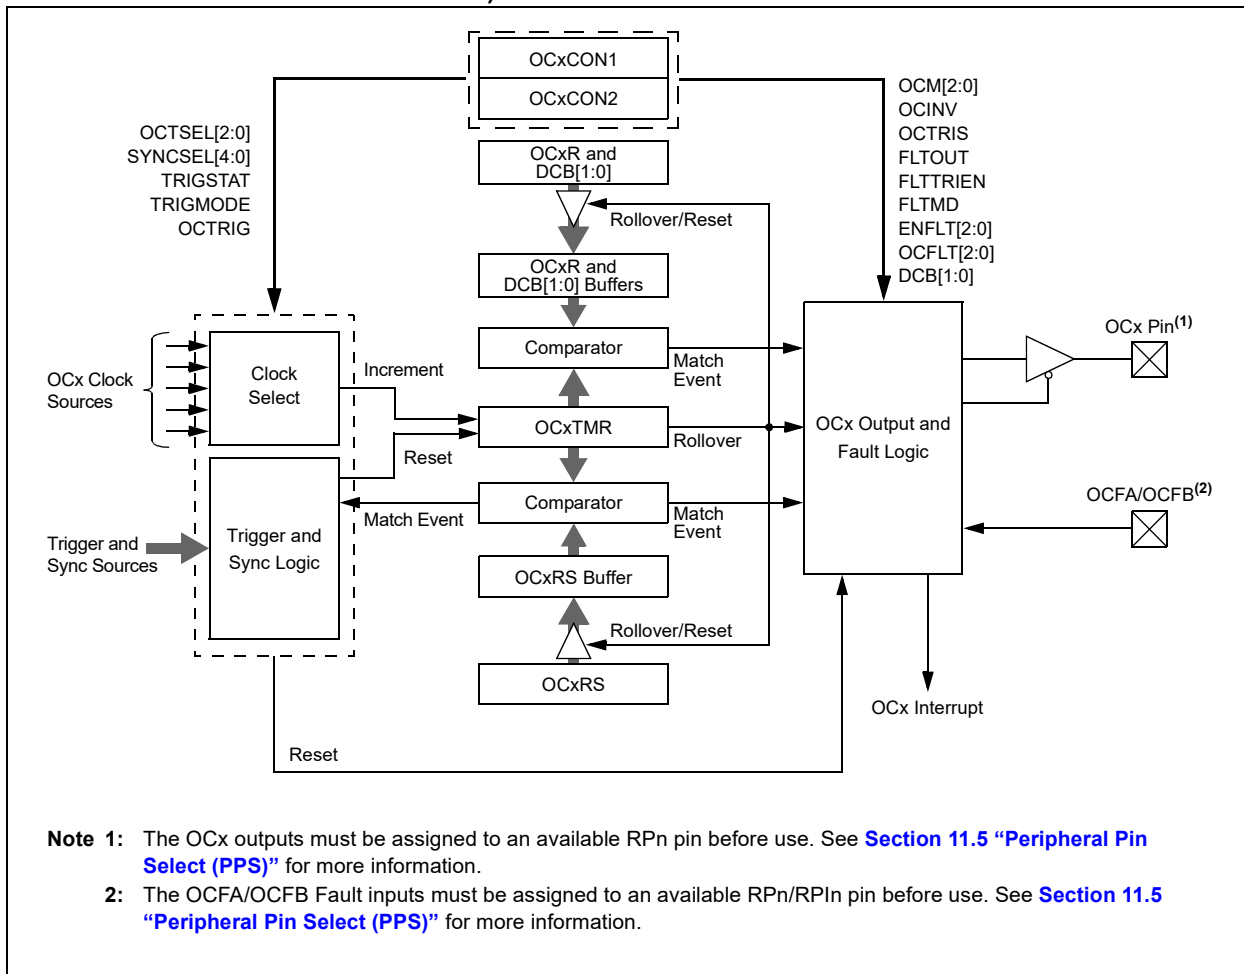 OCxCON1
OCxCON2
OCTSEL[2:0]
SYNCSEL[4:0]
TRIGSTAT
TRIGMODE
OCTRIG
OCM[2:0]
OCINV
OCTRIS
FLTOUT
FLTTRIEN
FLTMD
ENFLT[2:0]
OCFLT[2:0]
DCB[1:0]
OCxR and
DCB[1:0]
Rollover/Reset
OCxR and
DCB[1:0] Buffers
OCx Clock
Sources
Clock
Select
Increment
Comparator
Match
Event
OCxTMR
Rollover
Reset
OCx Output and
Fault Logic
OCx Pin(1)
OCFA/OCFB(2)
Trigger and
Sync Sources
Trigger and
Sync Logic
Match Event
Comparator
Match
Event
OCxRS Buffer
Rollover/Reset
OCxRS
OCx Interrupt
Reset
Note 1: The OCx outputs must be assigned to an available RPn pin before use. See Section 11.5 “Peripheral Pin
Select (PPS)” for more information.
2: The OCFA/OCFB Fault inputs must be assigned to an available RPn/RPIn pin before use. See Section 11.5
“Peripheral Pin Select (PPS)” for more information.